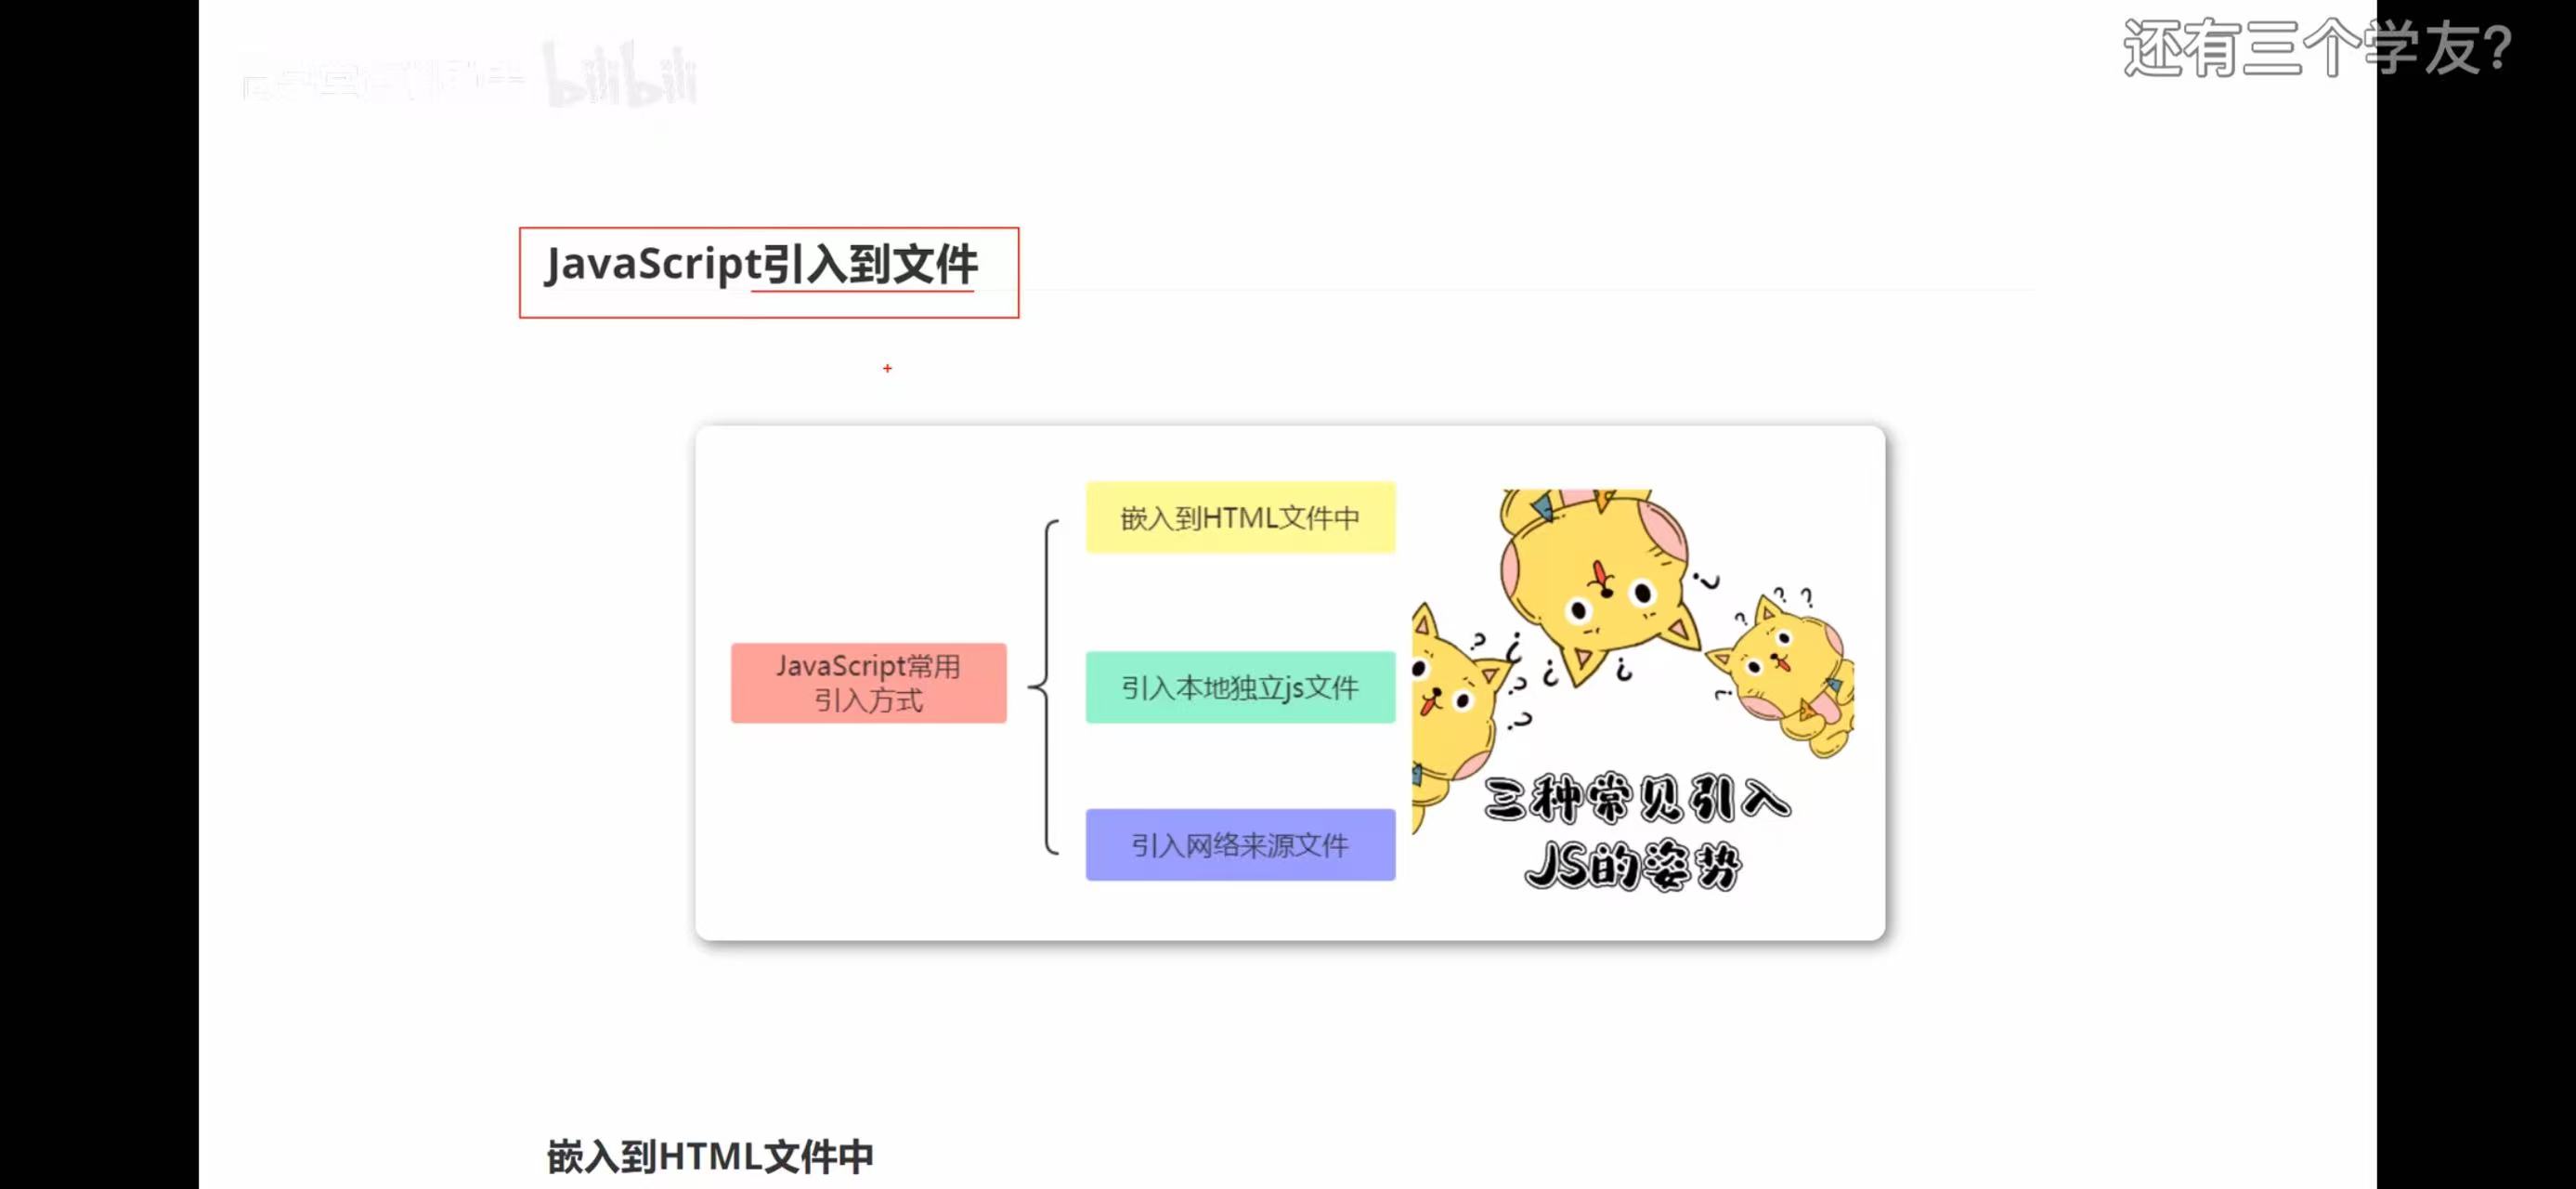 还有三个学友?
bilibili
JavaScript引入到文件
JavaScript常用
引入方式
嵌入到HTML文件中
引入本地独立js文件
引入网络来源文件
三种常见引入
JS的姿势
嵌入到HTML文件中